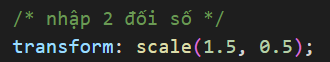 /* nhập 2 đối số */
transform: scale(1.5, 0.5);